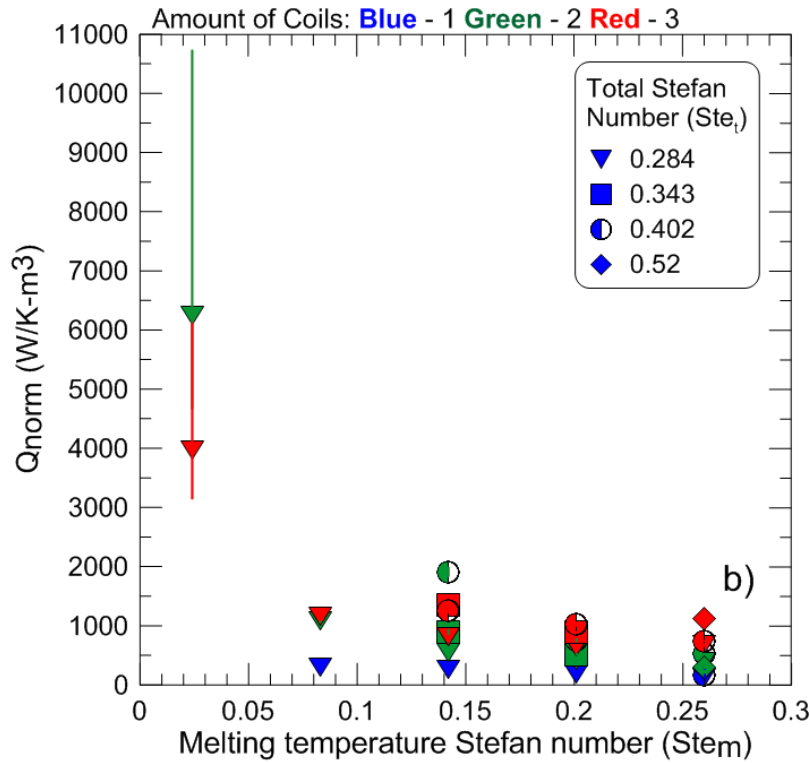 Amount of Coils: Blue - 1 Green - 2 Red - 3
11000
10000
9000
8000
7000
6000
5000
4000
3000
2000
1000
0
Qnorm (W/K-m3)
Total Stefan
Number (Ste_t)
0.284
0.343
0.402
0.52
b)
0 0.05 0.1 0.15 0.2 0.25 0.3
Melting temperature Stefan number (Stem)